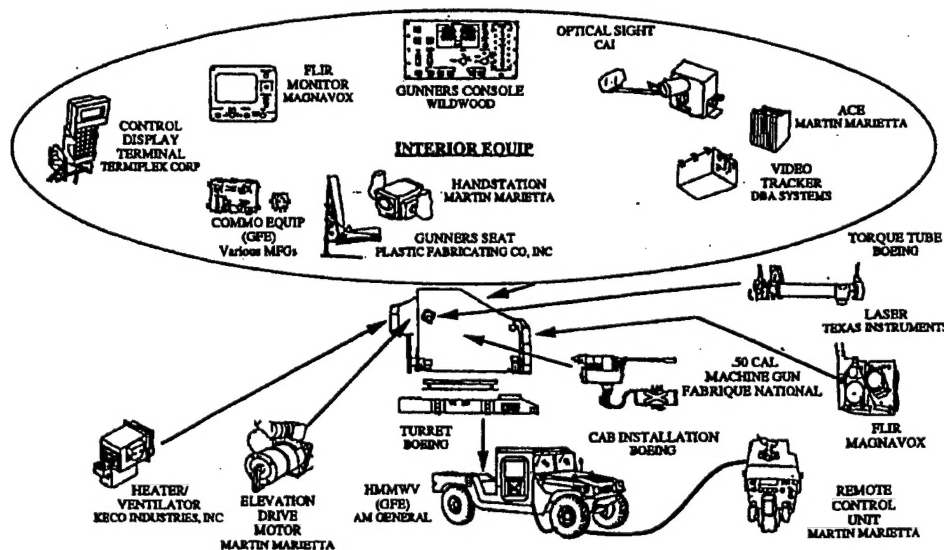 OPTICAL SIGHT
CAI
FLIR
MONITOR
MAGNAVOX
GUNNERS CONSOLE
WILDWOOD
ACE
MARTIN MARIETTA
CONTROL
DISPLAY
TERMINAL
TERMIPLEX CORP
INTERIOR EQUIP
VIDEO
TRACKER
DBA SYSTEMS
HANDSTATION
MARTIN MARIETTA
COMMO EQUIP
(GFE)
Various MFGs
GUNNERS SEAT
PLASTIC FABRICATING CO, INC
TORQUE TUBE
BOEING
LASER
TEXAS INSTRUMENTS
.50 CAL
MACHINE GUN
FABRIQUE NATIONAL
FLIR
MAGNAVOX
TURRET
BOEING
CAB INSTALLATION
BOEING
HEATER/
VENTILATOR
KECO INDUSTRIES, INC
ELEVATION
DRIVE
MOTOR
MARTIN MARIETTA
HMMWV
(GFE)
AM GENERAL
REMOTE
CONTROL
UNIT
MARTIN MARIETTA